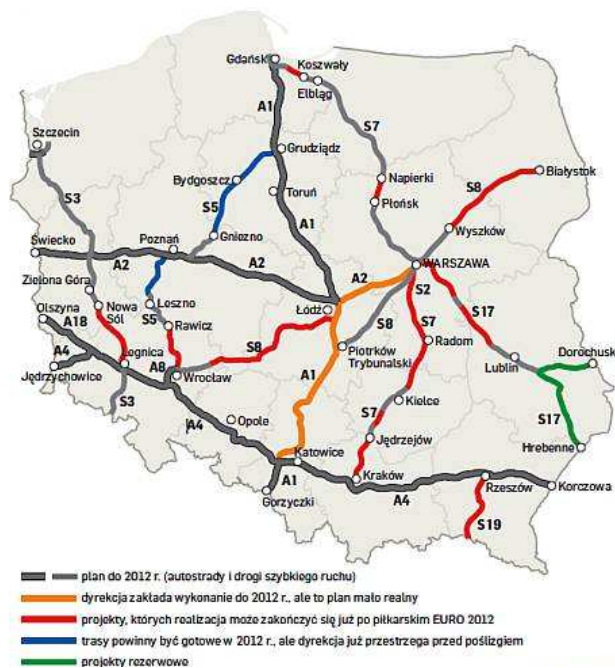 Gdańsk
Koszwały
Elbląg
A1
S7
Szczecin
Grudziądz
Bydgoszcz
Napierki
S8
Białystok
S3
Toruń
Płońsk
S5
Wyszków
Świecko
Poznań
Gniezno
A1
A2
A2
WARSZAWA
A2
Zielona Góra
Leszno
Łódź
S2
S17
Olszyna
Nowa
Sól
S5
Rawicz
S8
S7
A18
Radom
Dorochusk
A4
Legnica
S8
Piotrków
Trybunalski
Lublin
Jędrzychowice
A8
Wrocław
A1
Kielce
S17
S3
Opole
S7
A4
Jędrzejów
Hrebenne
Katowice
Kraków
Rzeszów
A1
Korczowa
Gorzyczki
A4
S19
plan do 2012 r. (autostrady i drogi szybkiego ruchu)
dyrekcja zakłada wykonanie do 2012 r., ale to plan mało realny
projekty, których realizacja może zakończyć się już po piłkarskim EURO 2012
trasy powinny być gotowe w 2012 r., ale dyrekcja już przestrzega przed poślizgiem
projekty rezerwowe